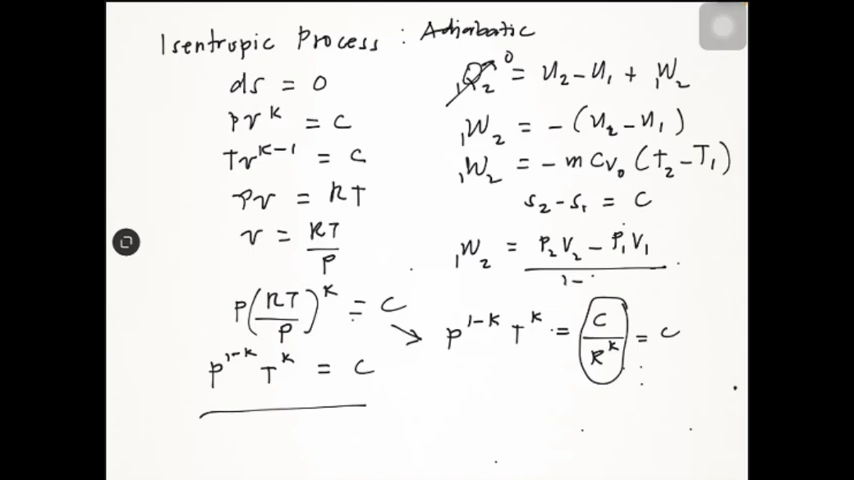 Isentropic Process : Adiabatic
ds = 0
Pv^k = C
Tv^k-1 = C
Pv = RT
v = RT/P
P(RT/P)^k = C
P^1-k T^k = C
₁Q₂^0 = U₂ - U₁ + ₁W₂
₁W₂ = - (U₂ - U₁)
₁W₂ = - m Cv₀ (T₂ - T₁)
S₂ - S₁ = C
₁W₂ = P₂V₂ - P₁V₁ / 1-
P^1-k T^k = C/R^k = C